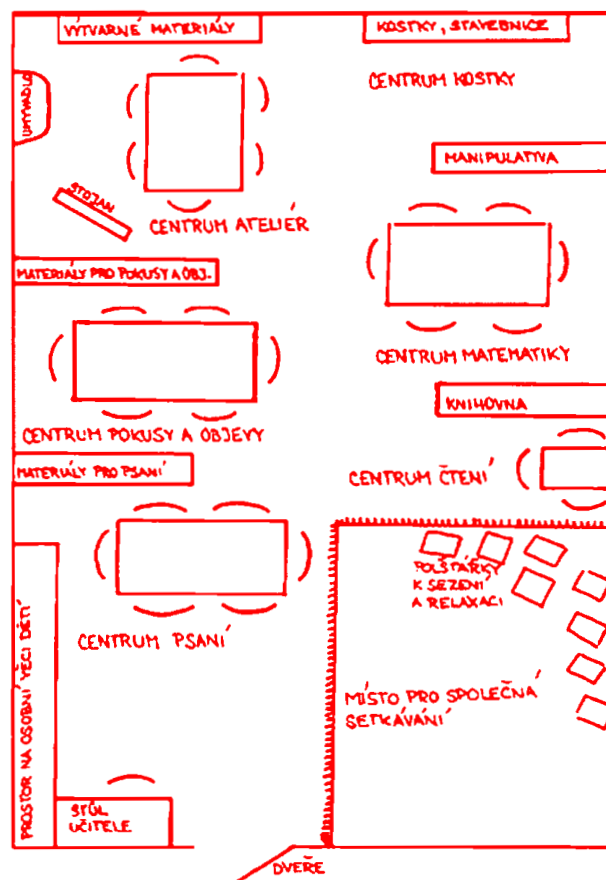 VÝTVARNÉ MATERIÁLY
KOSTKY, STAVEBNICE
UMYVADLO
CENTRUM KOSTKY
MANIPULATIVA
STOJAN
CENTRUM ATELIÉR
MATERIÁLY PRO POKUSY A OBJ.
CENTRUM MATEMATIKY
KNIHOVNA
CENTRUM POKUSY A OBJEVY
MATERIÁLY PRO PSANÍ
CENTRUM ČTENÍ
POLŠTÁŘKY
K SEZENÍ
A RELAXACI
CENTRUM PSANÍ
PROSTOR NA OSOBNÍ VĚCI DĚTÍ
MÍSTO PRO SPOLEČNÁ
SETKÁVÁNÍ
STŮL
UČITELE
DVEŘE